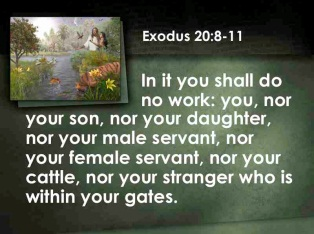 Exodus 20:8-11
In it you shall do
no work: you, nor
your son, nor your daughter,
nor your male servant, nor
your female servant, nor your
cattle, nor your stranger who is
within your gates.